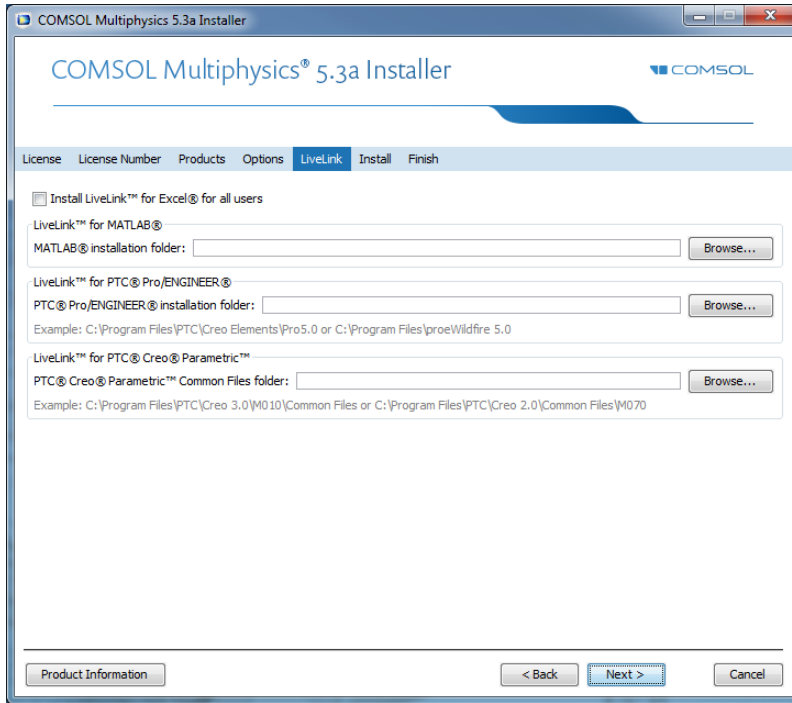 COMSOL Multiphysics 5.3a Installer
COMSOL Multiphysics® 5.3a Installer
COMSOL
License License Number Products Options LiveLink Install Finish
Install LiveLink™ for Excel® for all users
LiveLink™ for MATLAB®
MATLAB® installation folder: Browse...
LiveLink™ for PTC® Pro/ENGINEER®
PTC® Pro/ENGINEER® installation folder: Browse...
Example: C:\Program Files\PTC\Creo Elements\Pro5.0 or C:\Program Files\proeWildfire 5.0
LiveLink™ for PTC® Creo® Parametric™
PTC® Creo® Parametric™ Common Files folder: Browse...
Example: C:\Program Files\PTC\Creo 3.0\M010\Common Files or C:\Program Files\PTC\Creo 2.0\Common Files\M070
Product Information < Back Next > Cancel